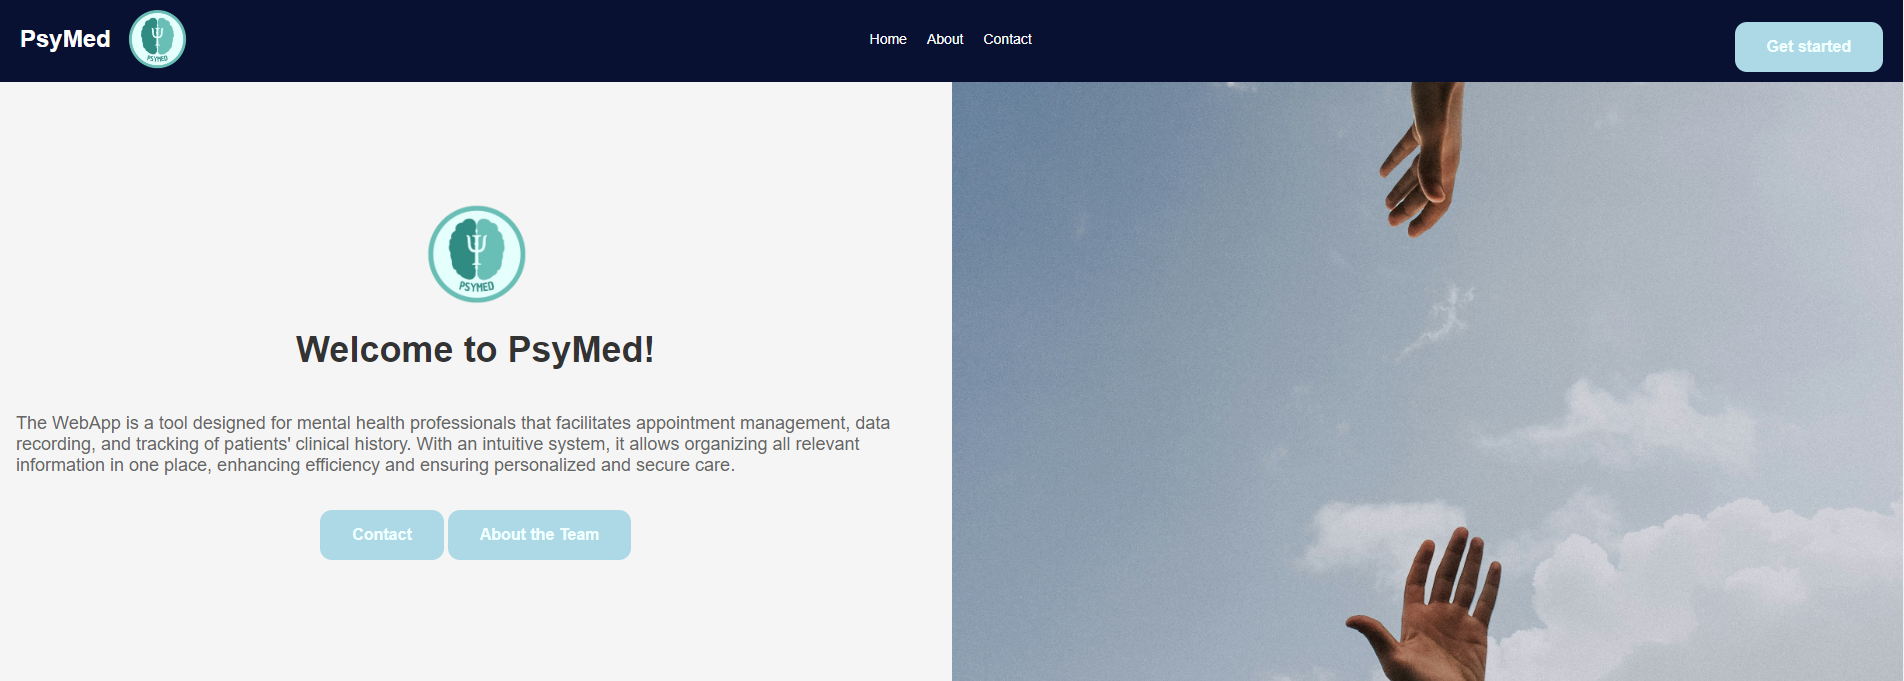 PsyMed
PSYMED
Home About Contact
Get started
PSYMED
Welcome to PsyMed!
The WebApp is a tool designed for mental health professionals that facilitates appointment management, data
recording, and tracking of patients' clinical history. With an intuitive system, it allows organizing all relevant
information in one place, enhancing efficiency and ensuring personalized and secure care.
Contact About the Team